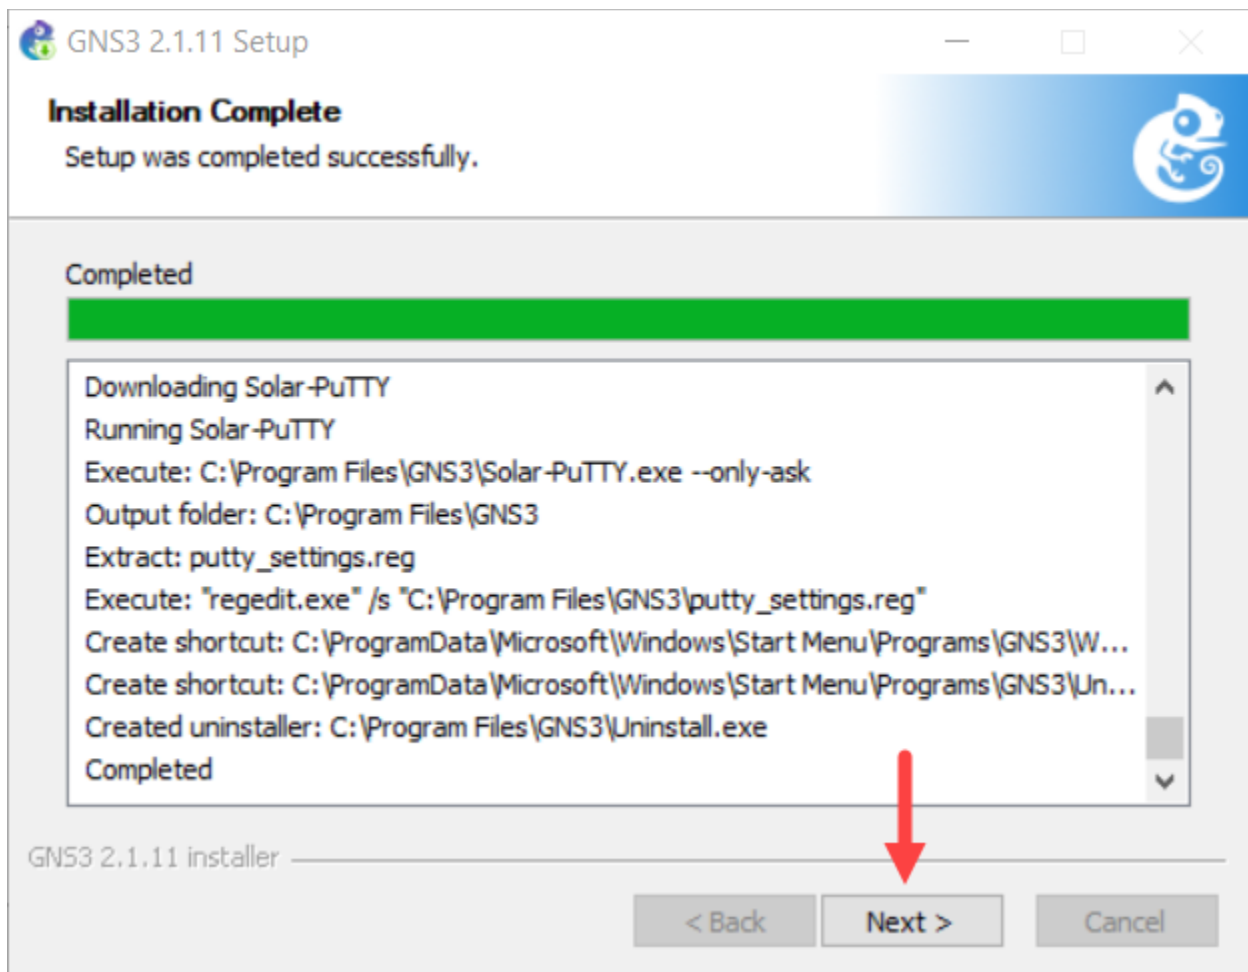 GNS3 2.1.11 Setup
Installation Complete
Setup was completed successfully.
Completed
Downloading Solar-PuTTY
Running Solar-PuTTY
Execute: C:\Program Files\GNS3\Solar-PuTTY.exe --only-ask
Output folder: C:\Program Files\GNS3
Extract: putty_settings.reg
Execute: "regedit.exe" /s "C:\Program Files\GNS3\putty_settings.reg"
Create shortcut: C:\ProgramData\Microsoft\Windows\Start Menu\Programs\GNS3\W...
Create shortcut: C:\ProgramData\Microsoft\Windows\Start Menu\Programs\GNS3\Un...
Created uninstaller: C:\Program Files\GNS3\Uninstall.exe
Completed
GNS3 2.1.11 installer
< Back Next > Cancel